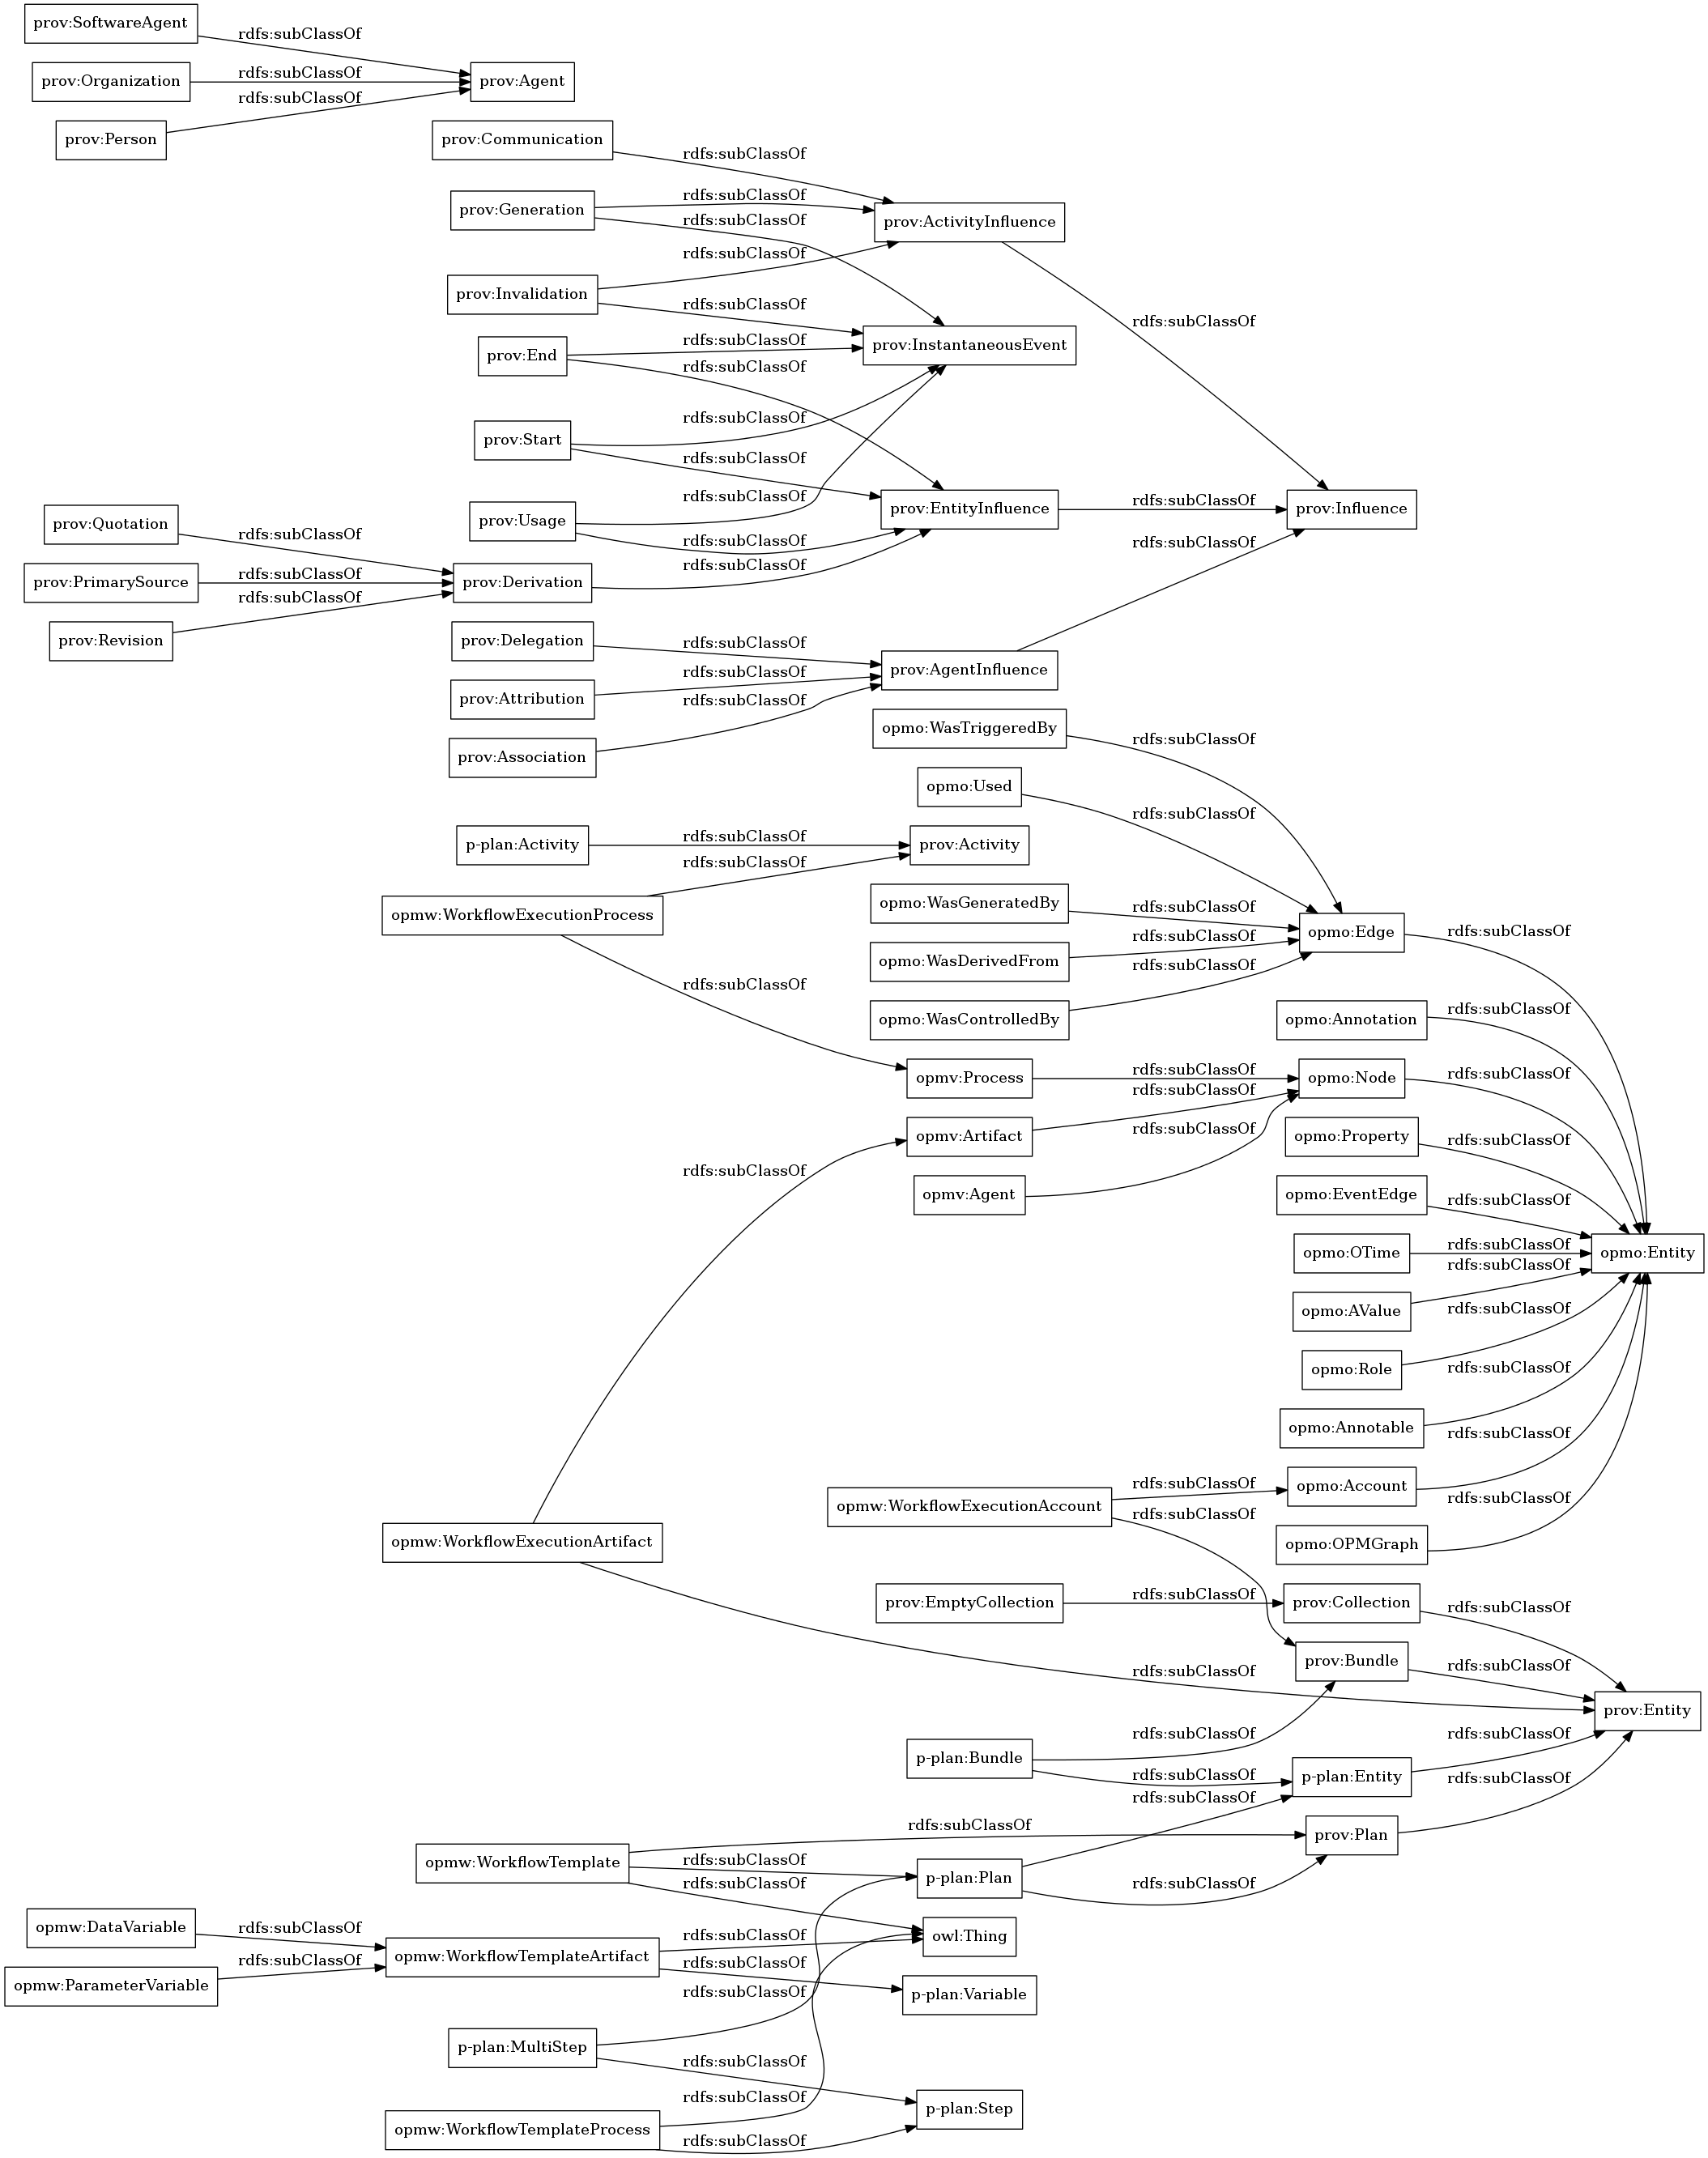 prov:SoftwareAgent
rdfs:subClassOf
prov:Organization
rdfs:subClassOf
prov:Agent
rdfs:subClassOf
prov:Person
prov:Communication
rdfs:subClassOf
prov:Generation
rdfs:subClassOf
rdfs:subClassOf
prov:ActivityInfluence
rdfs:subClassOf
prov:Invalidation
rdfs:subClassOf
rdfs:subClassOf
prov:End
rdfs:subClassOf
prov:InstantaneousEvent
rdfs:subClassOf
rdfs:subClassOf
prov:Start
rdfs:subClassOf
rdfs:subClassOf
prov:Usage
prov:EntityInfluence
rdfs:subClassOf
prov:Influence
prov:Quotation
rdfs:subClassOf
rdfs:subClassOf
rdfs:subClassOf
rdfs:subClassOf
prov:PrimarySource
rdfs:subClassOf
prov:Derivation
rdfs:subClassOf
rdfs:subClassOf
prov:Revision
prov:Delegation
rdfs:subClassOf
prov:AgentInfluence
prov:Attribution
rdfs:subClassOf
rdfs:subClassOf
prov:Association
opmo:WasTriggeredBy
rdfs:subClassOf
opmo:Used
rdfs:subClassOf
p-plan:Activity
rdfs:subClassOf
prov:Activity
rdfs:subClassOf
opmw:WorkflowExecutionProcess
opmo:WasGeneratedBy
rdfs:subClassOf
opmo:Edge
rdfs:subClassOf
opmo:WasDerivedFrom
rdfs:subClassOf
rdfs:subClassOf
rdfs:subClassOf
opmo:WasControlledBy
opmo:Annotation
rdfs:subClassOf
opmv:Process
rdfs:subClassOf
opmo:Node
rdfs:subClassOf
rdfs:subClassOf
opmv:Artifact
rdfs:subClassOf
opmo:Property
rdfs:subClassOf
rdfs:subClassOf
opmv:Agent
opmo:EventEdge
rdfs:subClassOf
opmo:OTime
rdfs:subClassOf
opmo:Entity
rdfs:subClassOf
opmo:AValue
rdfs:subClassOf
opmo:Role
rdfs:subClassOf
opmo:Annotable
rdfs:subClassOf
opmw:WorkflowExecutionAccount
rdfs:subClassOf
opmo:Account
rdfs:subClassOf
rdfs:subClassOf
opmw:WorkflowExecutionArtifact
opmo:OPMGraph
prov:EmptyCollection
rdfs:subClassOf
prov:Collection
rdfs:subClassOf
rdfs:subClassOf
prov:Bundle
rdfs:subClassOf
prov:Entity
p-plan:Bundle
rdfs:subClassOf
rdfs:subClassOf
p-plan:Entity
rdfs:subClassOf
rdfs:subClassOf
rdfs:subClassOf
rdfs:subClassOf
prov:Plan
opmw:WorkflowTemplate
rdfs:subClassOf
p-plan:Plan
rdfs:subClassOf
rdfs:subClassOf
opmw:DataVariable
rdfs:subClassOf
rdfs:subClassOf
owl:Thing
opmw:WorkflowTemplateArtifact
rdfs:subClassOf
rdfs:subClassOf
opmw:ParameterVariable
p-plan:Variable
rdfs:subClassOf
p-plan:MultiStep
rdfs:subClassOf
rdfs:subClassOf
p-plan:Step
opmw:WorkflowTemplateProcess
rdfs:subClassOf